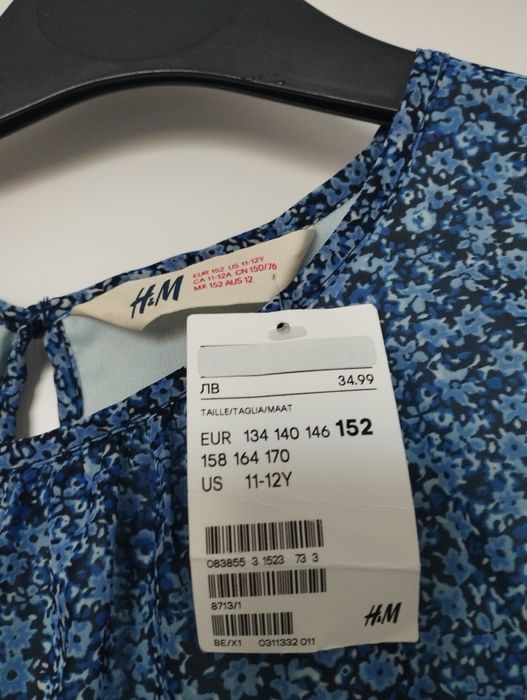 H&M
EUR 152 US 11-12Y
CA 11-12A CN 150/76
MX 152 AUS 12
ЛВ 34.99
TAILLE/TAGLIA/MAAT
EUR 134 140 146 152
158 164 170
US 11-12Y
083855 3 1523 73 3
8713/1
BE/X1 0311332 011
H&M